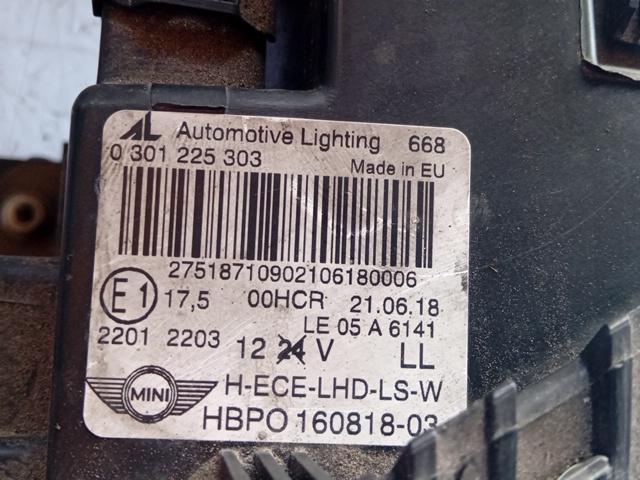 AL Automotive Lighting 668
0 301 225 303 Made in EU
27518710902106180006
E1 17,5 00HCR 21.06.18
LE 05 A 6141
2201 2203 12 24 V LL
MINI H-ECE-LHD-LS-W
HBPO 160818-03